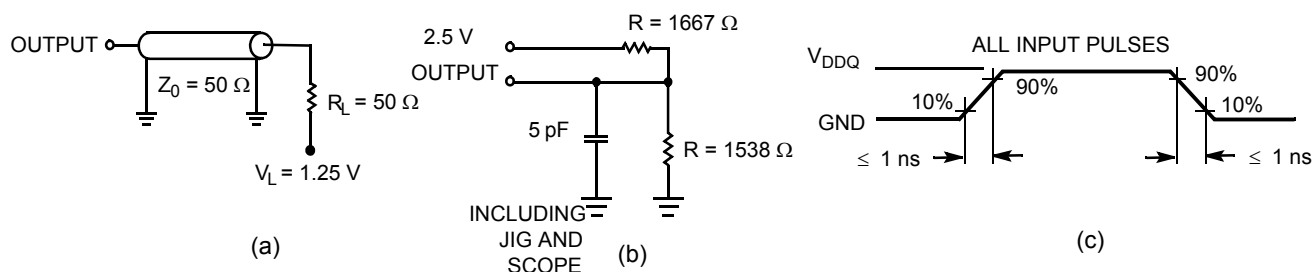 OUTPUT
Z0 = 50 Ω
RL = 50 Ω
VL = 1.25 V
(a)
R = 1667 Ω
2.5 V
OUTPUT
5 pF
R = 1538 Ω
INCLUDING
JIG AND
SCOPE
(b)
ALL INPUT PULSES
VDDQ
GND
10%
90%
90%
10%
≤ 1 ns
≤ 1 ns
(c)